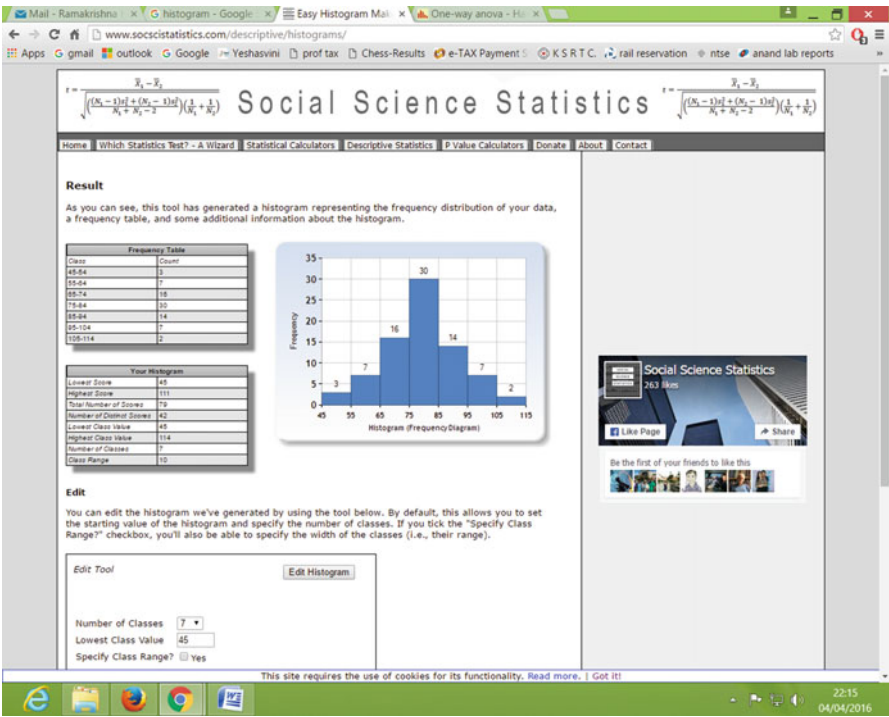 Mail - Ramakrishna
G histogram - Google
Easy Histogram Mak
One-way anova - Ha
www.socscistatistics.com/descriptive/histograms/
Apps gmail outlook Google Yeshasvini prof tax Chess-Results e-TAX Payment S K S R T C. rail reservation ntse anand lab reports »
Social Science Statistics
Home Which Statistics Test? - A Wizard Statistical Calculators Descriptive Statistics P Value Calculators Donate About Contact
Result
As you can see, this tool has generated a histogram representing the frequency distribution of your data,
a frequency table, and some additional information about the histogram.
Frequency Table
Class Count
45-54 3
55-64 7
65-74 16
75-84 30
85-94 14
95-104 7
105-114 2
Your Histogram
Lowest Score 45
Highest Score 111
Total Number of Scores 79
Number of Distinct Scores 42
Lowest Class Value 45
Highest Class Value 114
Number of Classes 7
Class Range 10
Frequency
35
30
25
20
15
10
5
0
3 7 16 30 14 7 2
45 55 65 75 85 95 105 115
Histogram (Frequency Diagram)
Social Science Statistics
263 likes
Like Page Share
Be the first of your friends to like this
Edit
You can edit the histogram we've generated by using the tool below. By default, this allows you to set
the starting value of the histogram and specify the number of classes. If you tick the "Specify Class
Range?" checkbox, you'll also be able to specify the width of the classes (i.e., their range).
Edit Tool Edit Histogram
Number of Classes 7
Lowest Class Value 45
Specify Class Range? Yes
This site requires the use of cookies for its functionality. Read more. | Got it!
22:15
04/04/2016